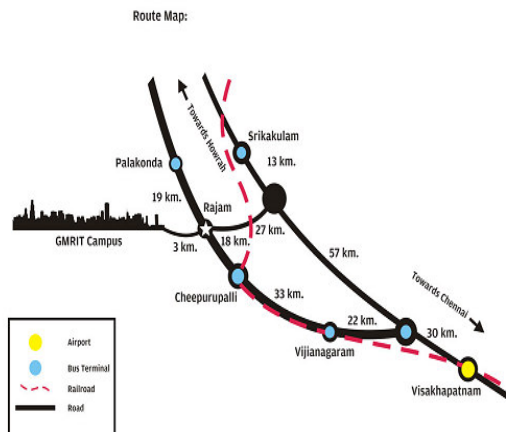 Route Map:
Towards Howrah
Srikakulam
13 km.
Palakonda
19 km.
Rajam
GMRIT Campus
3 km.
18 km.
27 km.
57 km.
Cheepurupalli
33 km.
Towards Chennai
22 km.
30 km.
Vijianagaram
Visakhapatnam
Airport
Bus Terminal
Railroad
Road